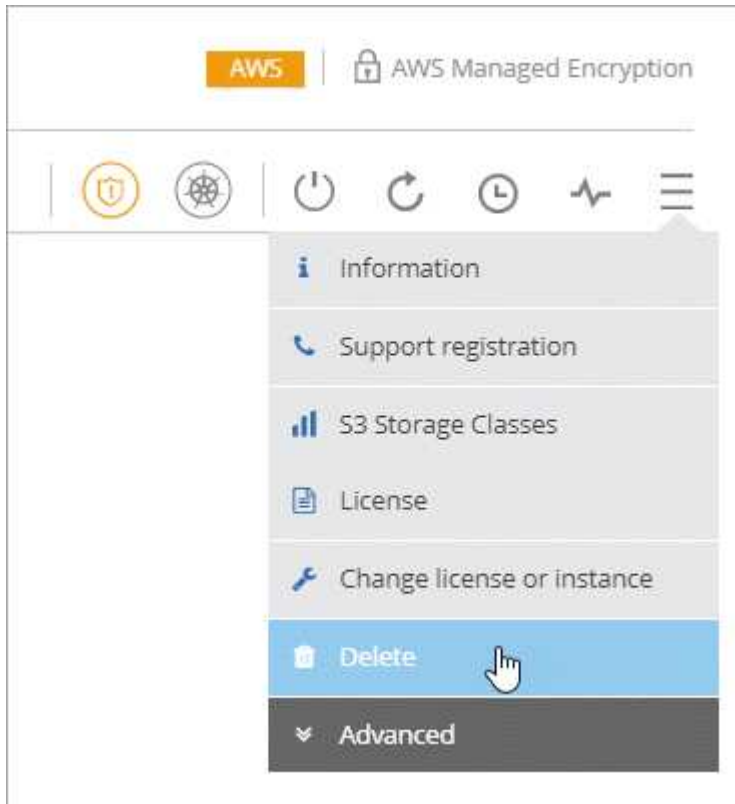 AWS
AWS Managed Encryption
Information
Support registration
S3 Storage Classes
License
Change license or instance
Delete
Advanced